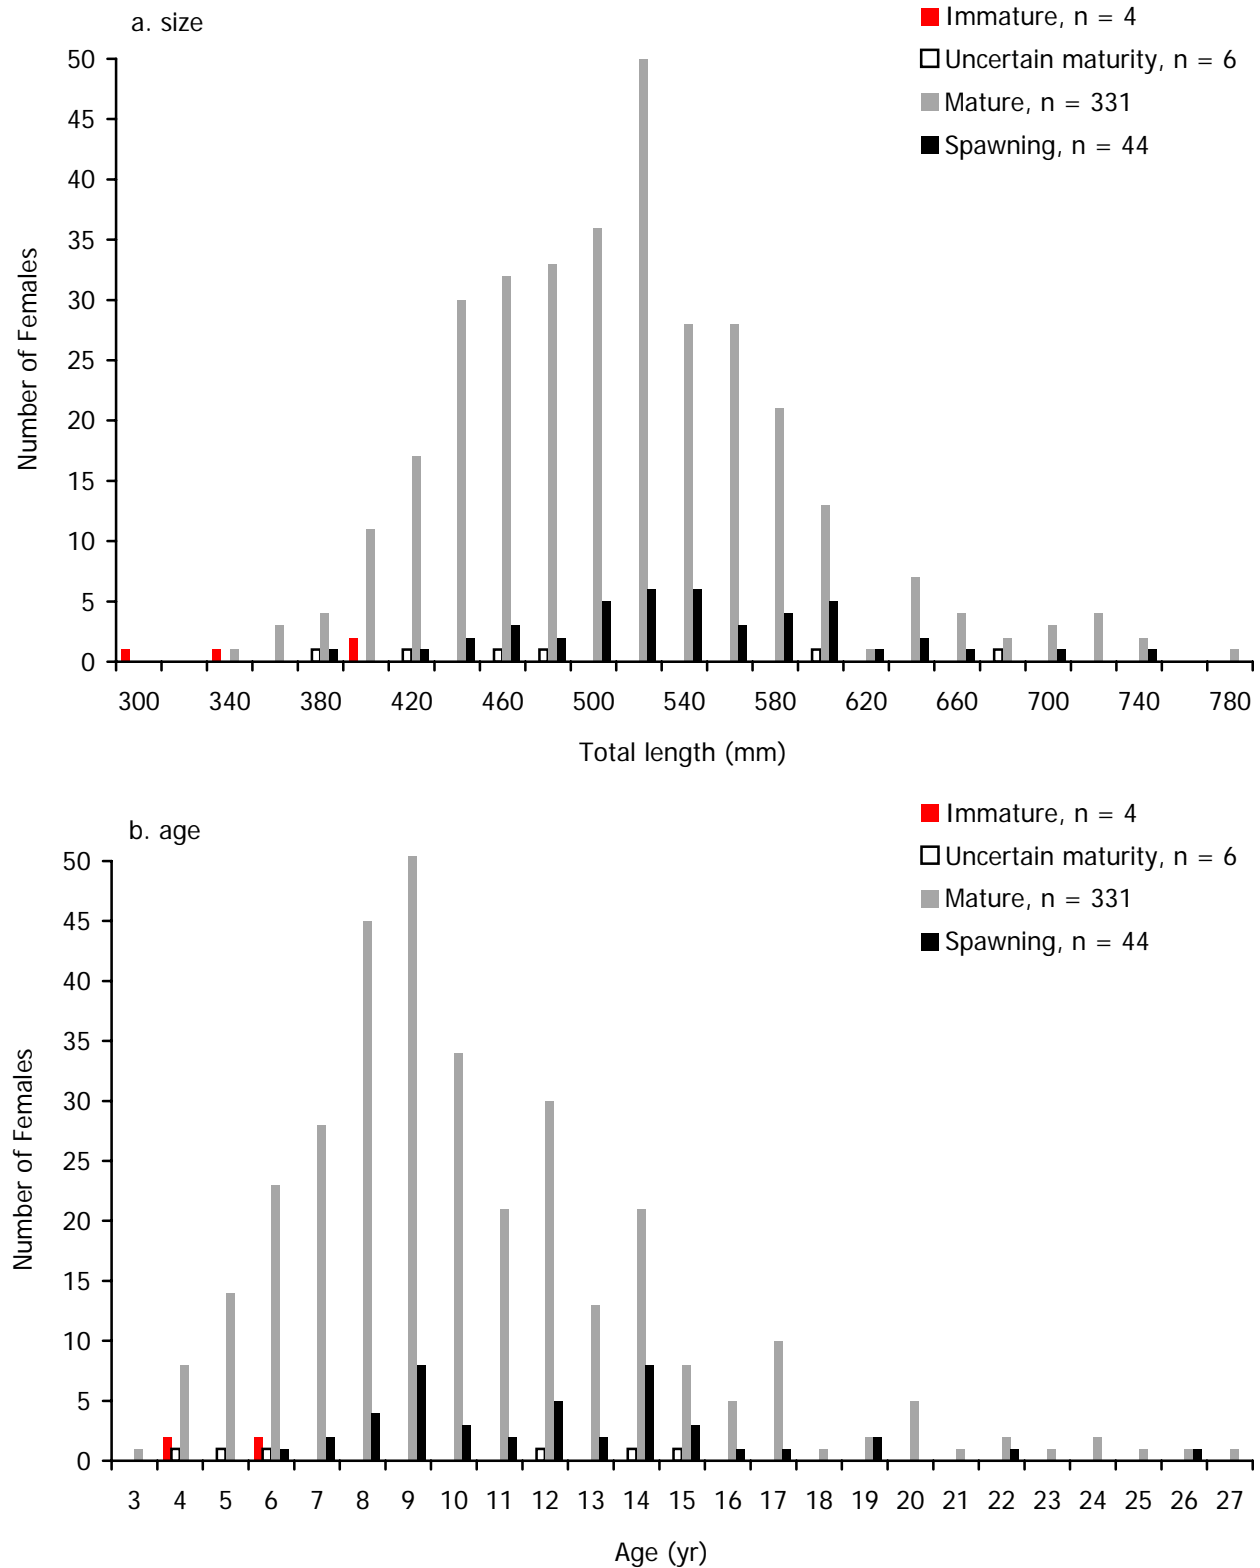 a. size
Immature, n = 4
Uncertain maturity, n = 6
Mature, n = 331
Spawning, n = 44
50
45
40
35
30
25
20
15
10
5
0
Number of Females
300 340 380 420 460 500 540 580 620 660 700 740 780
Total length (mm)
b. age
Immature, n = 4
Uncertain maturity, n = 6
Mature, n = 331
Spawning, n = 44
50
45
40
35
30
25
20
15
10
5
0
Number of Females
3 4 5 6 7 8 9 10 11 12 13 14 15 16 17 18 19 20 21 22 23 24 25 26 27
Age (yr)